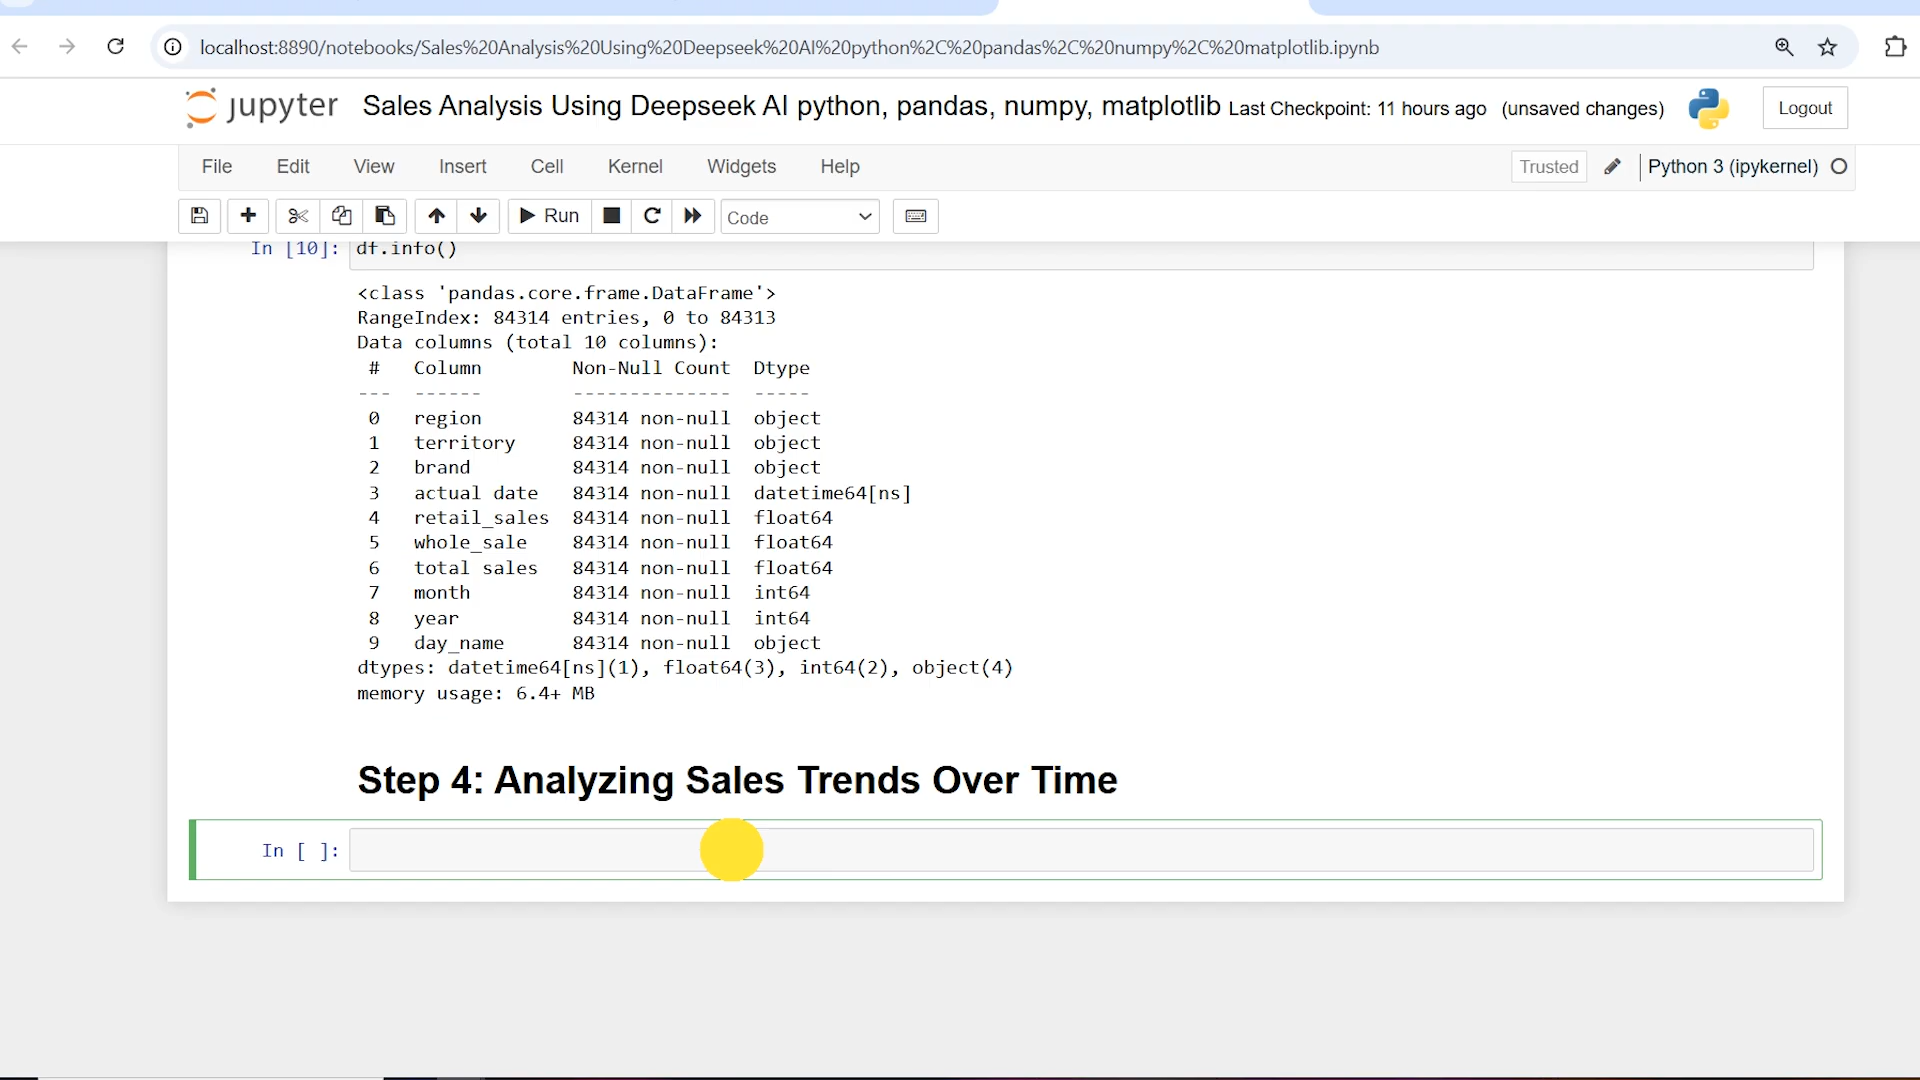 localhost:8890/notebooks/Sales%20Analysis%20Using%20Deepseek%20AI%20python%2C%20pandas%2C%20numpy%2C%20matplotlib.ipynb
jupyter Sales Analysis Using Deepseek AI python, pandas, numpy, matplotlib Last Checkpoint: 11 hours ago (unsaved changes) Logout
File Edit View Insert Cell Kernel Widgets Help Trusted Python 3 (ipykernel)
Run Code
In [10]: df.info()
<class 'pandas.core.frame.DataFrame'>
RangeIndex: 84314 entries, 0 to 84313
Data columns (total 10 columns):
# Column Non-Null Count Dtype
--- ------ -------------- -----
0 region 84314 non-null object
1 territory 84314 non-null object
2 brand 84314 non-null object
3 actual date 84314 non-null datetime64[ns]
4 retail_sales 84314 non-null float64
5 whole_sale 84314 non-null float64
6 total sales 84314 non-null float64
7 month 84314 non-null int64
8 year 84314 non-null int64
9 day_name 84314 non-null object
dtypes: datetime64[ns](1), float64(3), int64(2), object(4)
memory usage: 6.4+ MB
Step 4: Analyzing Sales Trends Over Time
In [ ]: